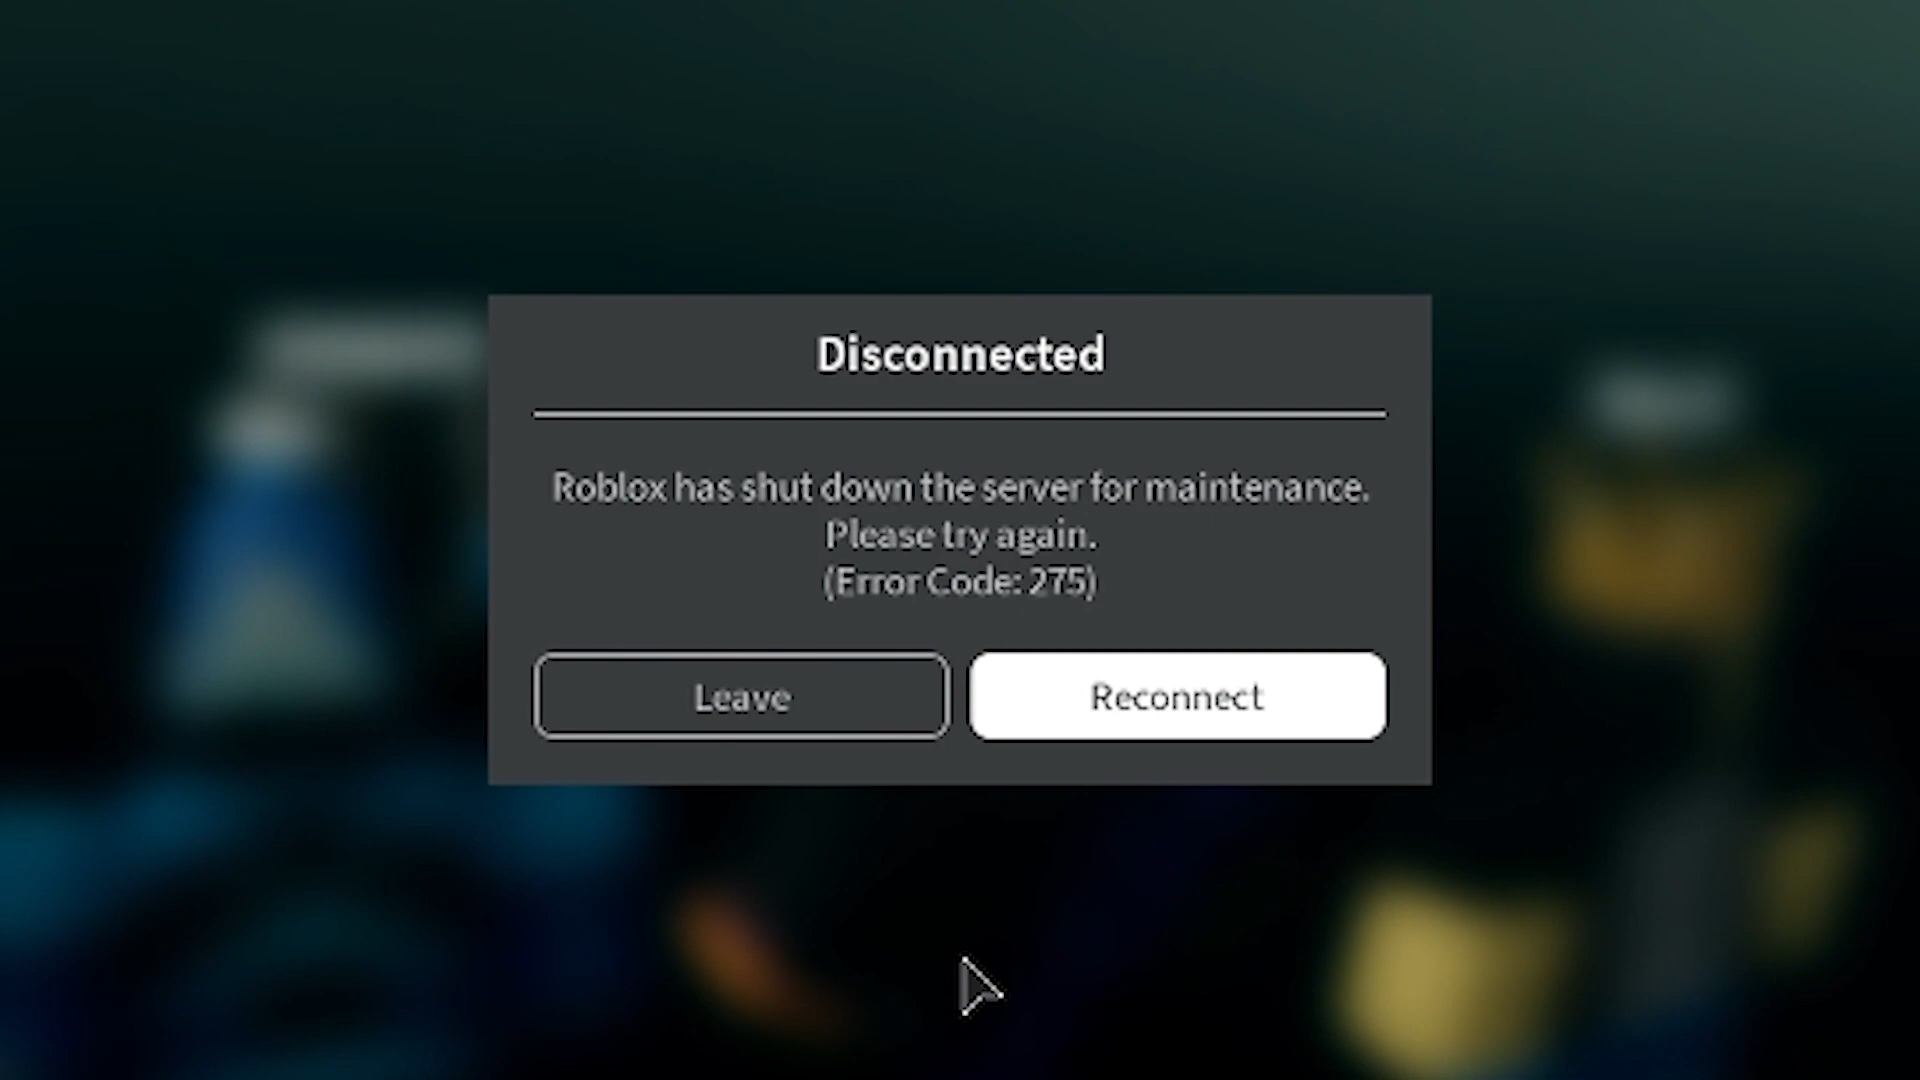 Disconnected
Roblox has shut down the server for maintenance.
Please try again.
(Error Code: 275)
Leave
Reconnect